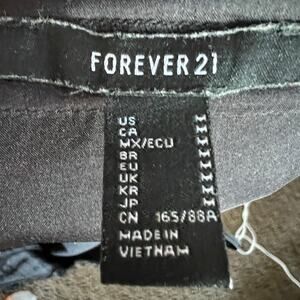 FOREVER 21
US M
CA M
MX/ECU M
BR M
EU M
UK M
KR M
JP M
CN 165/88A
MADE IN
VIETNAM